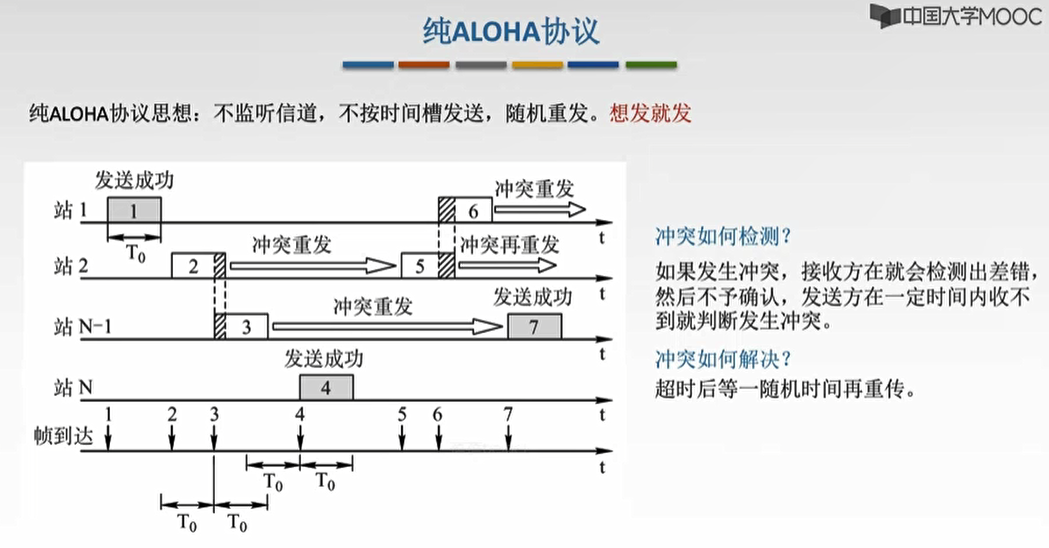 中国大学MOOC
纯ALOHA协议
纯ALOHA协议思想：不监听信道，不按时间槽发送，随机重发。想发就发
发送成功
站 1
1
6
冲突重发
t
T₀
站 2
2
冲突重发
5
冲突再重发
t
站 N-1
3
冲突重发
发送成功
7
t
发送成功
站 N
4
t
1 2 3 4 5 6 7
帧到达
t
T₀ T₀
T₀ T₀
冲突如何检测？
如果发生冲突，接收方在就会检测出差错，
然后不予确认，发送方在一定时间内收不
到就判断发生冲突。
冲突如何解决？
超时后等一随机时间再重传。